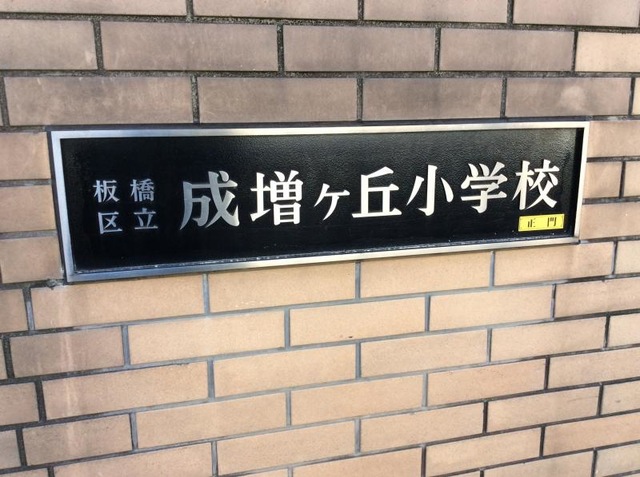 板橋
区立
成増ヶ丘小学校
正門